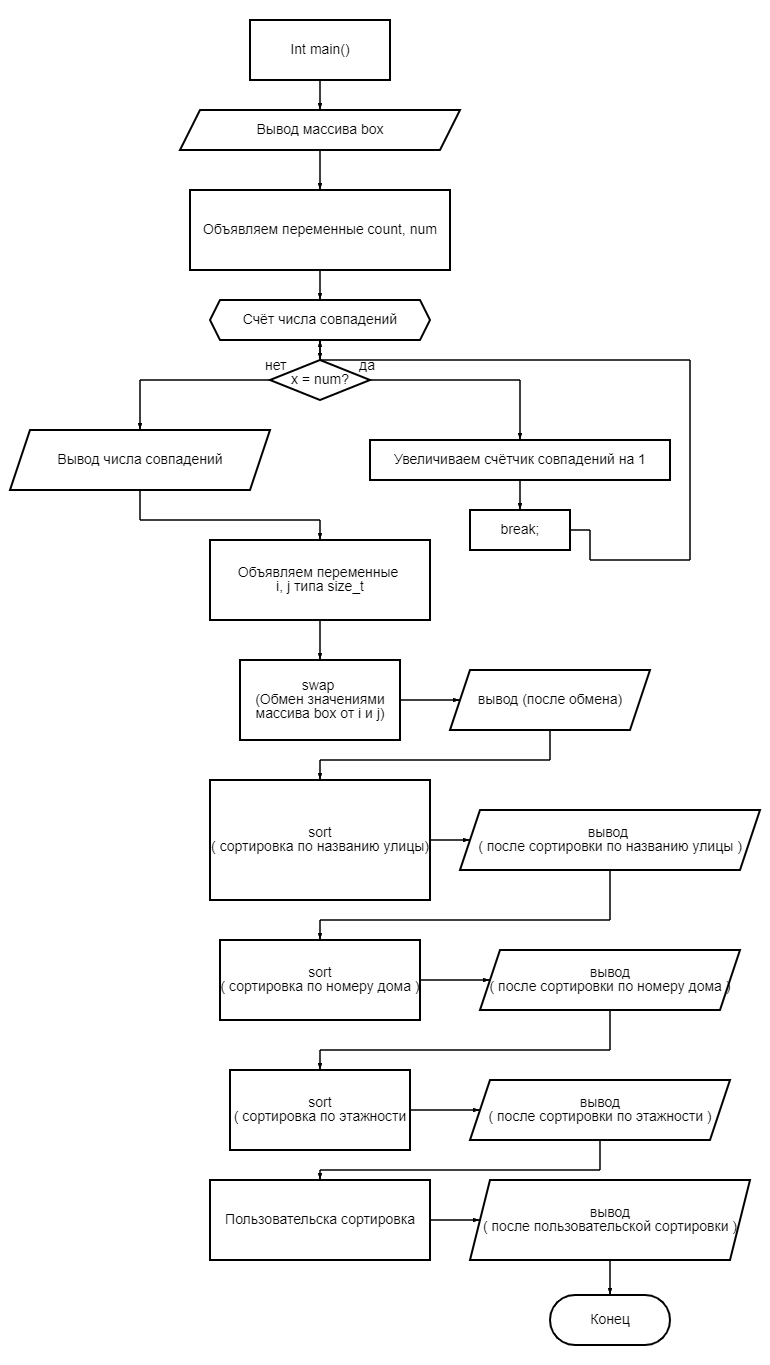 Int main()
Вывод массива box
Объявляем переменные count, num
Счёт числа совпадений
нет
да
x = num?
Вывод числа совпадений
Увеличиваем счётчик совпадений на 1
break;
Объявляем переменные
i, j типа size_t
swap
(Обмен значениями
массива box от i и j)
вывод (после обмена)
sort
( сортировка по названию улицы)
вывод
( после сортировки по названию улицы )
sort
( сортировка по номеру дома )
вывод
( после сортировки по номеру дома )
sort
( сортировка по этажности
вывод
( после сортировки по этажности )
Пользовательска сортировка
вывод
( после пользовательской сортировки )
Конец